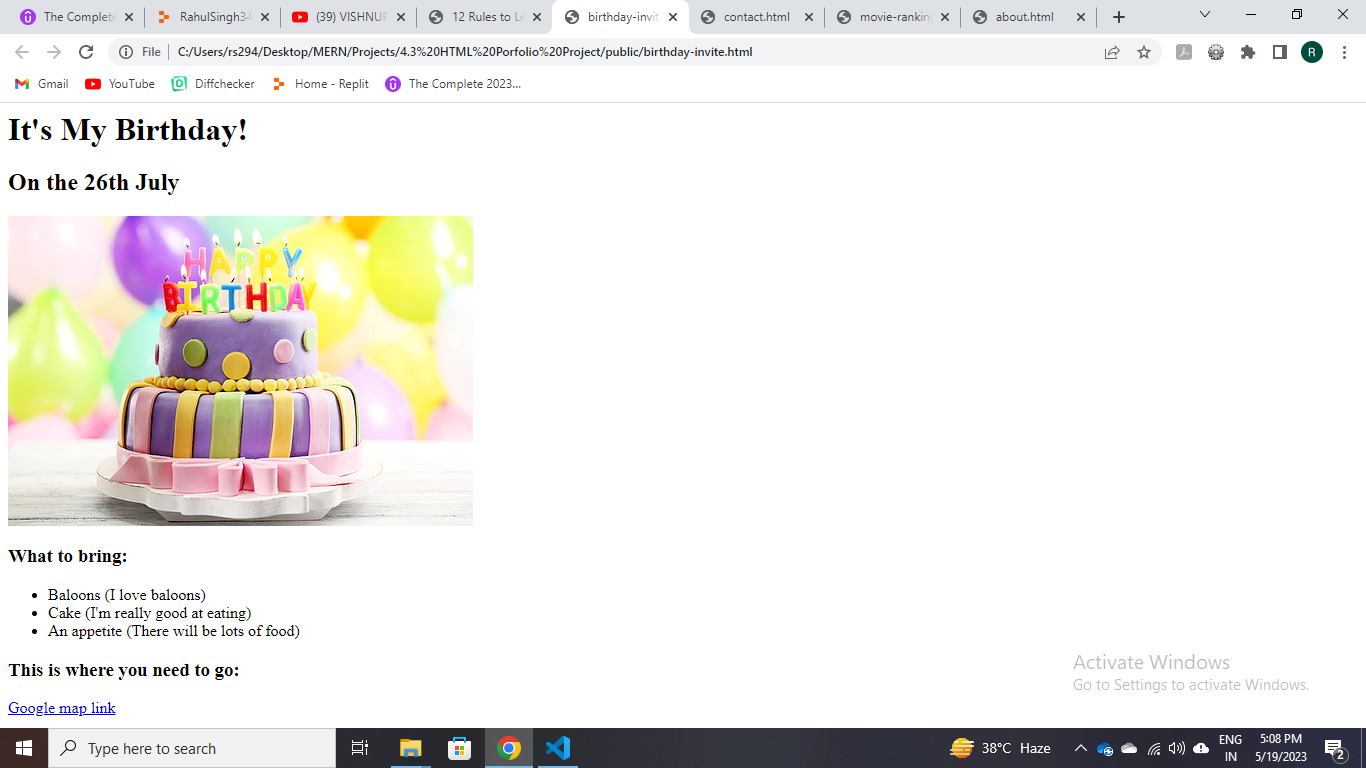 The Complete
RahulSingh34
(39) VISHNUP
12 Rules to Le
birthday-invit
contact.html
movie-ranking
about.html
File
C:/Users/rs294/Desktop/MERN/Projects/4.3%20HTML%20Porfolio%20Project/public/birthday-invite.html
R
Gmail
YouTube
Diffchecker
Home - Replit
The Complete 2023...
It's My Birthday!
On the 26th July
HAPPY
BIRTHDAY
What to bring:
Baloons (I love baloons)
Cake (I'm really good at eating)
An appetite (There will be lots of food)
This is where you need to go:
Google map link
Activate Windows
Go to Settings to activate Windows.
Type here to search
38°C Haze
ENG
IN
5:08 PM
5/19/2023
2